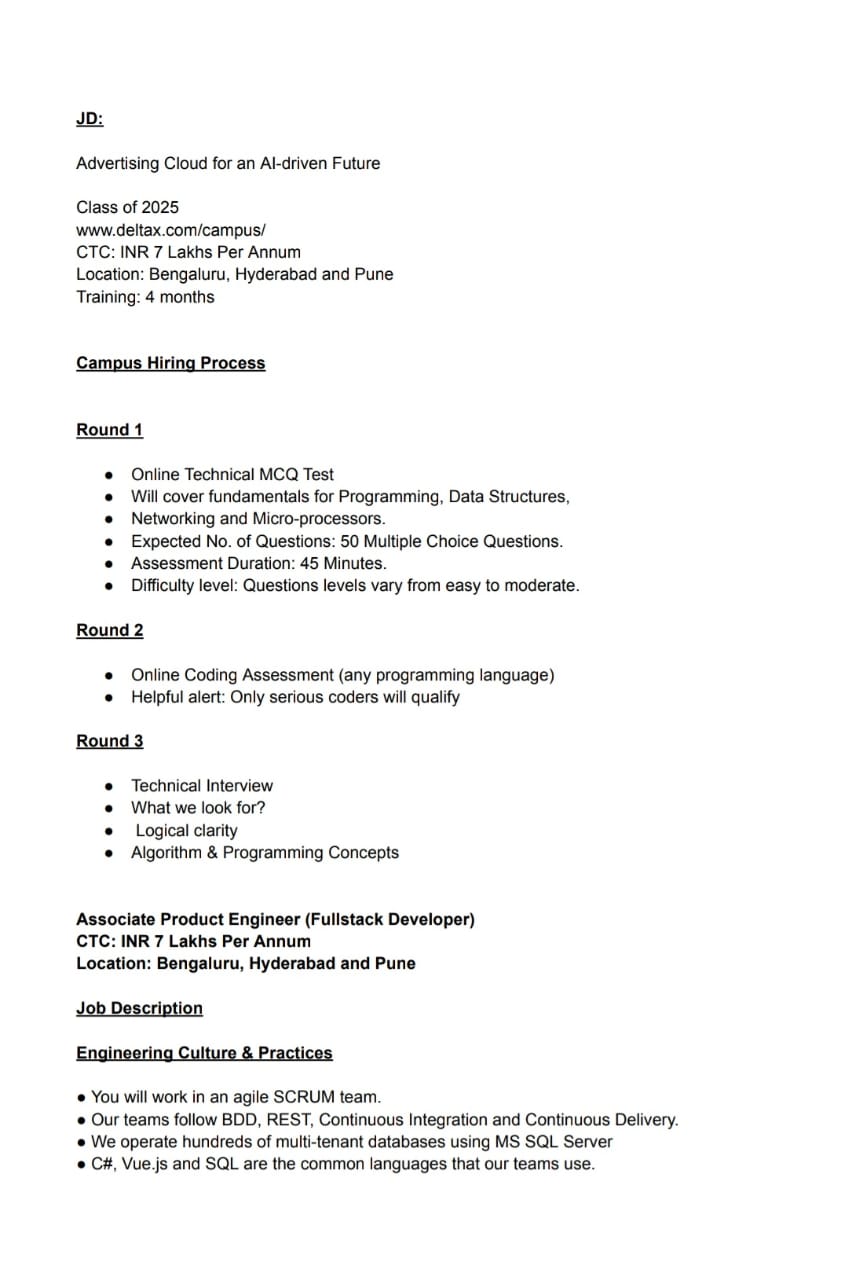 JD:
Advertising Cloud for an AI-driven Future
Class of 2025
www.deltax.com/campus/
CTC: INR 7 Lakhs Per Annum
Location: Bengaluru, Hyderabad and Pune
Training: 4 months
Campus Hiring Process
Round 1
● Online Technical MCQ Test
● Will cover fundamentals for Programming, Data Structures,
● Networking and Micro-processors.
● Expected No. of Questions: 50 Multiple Choice Questions.
● Assessment Duration: 45 Minutes.
● Difficulty level: Questions levels vary from easy to moderate.
Round 2
● Online Coding Assessment (any programming language)
● Helpful alert: Only serious coders will qualify
Round 3
● Technical Interview
● What we look for?
● Logical clarity
● Algorithm & Programming Concepts
Associate Product Engineer (Fullstack Developer)
CTC: INR 7 Lakhs Per Annum
Location: Bengaluru, Hyderabad and Pune
Job Description
Engineering Culture & Practices
● You will work in an agile SCRUM team.
● Our teams follow BDD, REST, Continuous Integration and Continuous Delivery.
● We operate hundreds of multi-tenant databases using MS SQL Server
● C#, Vue.js and SQL are the common languages that our teams use.